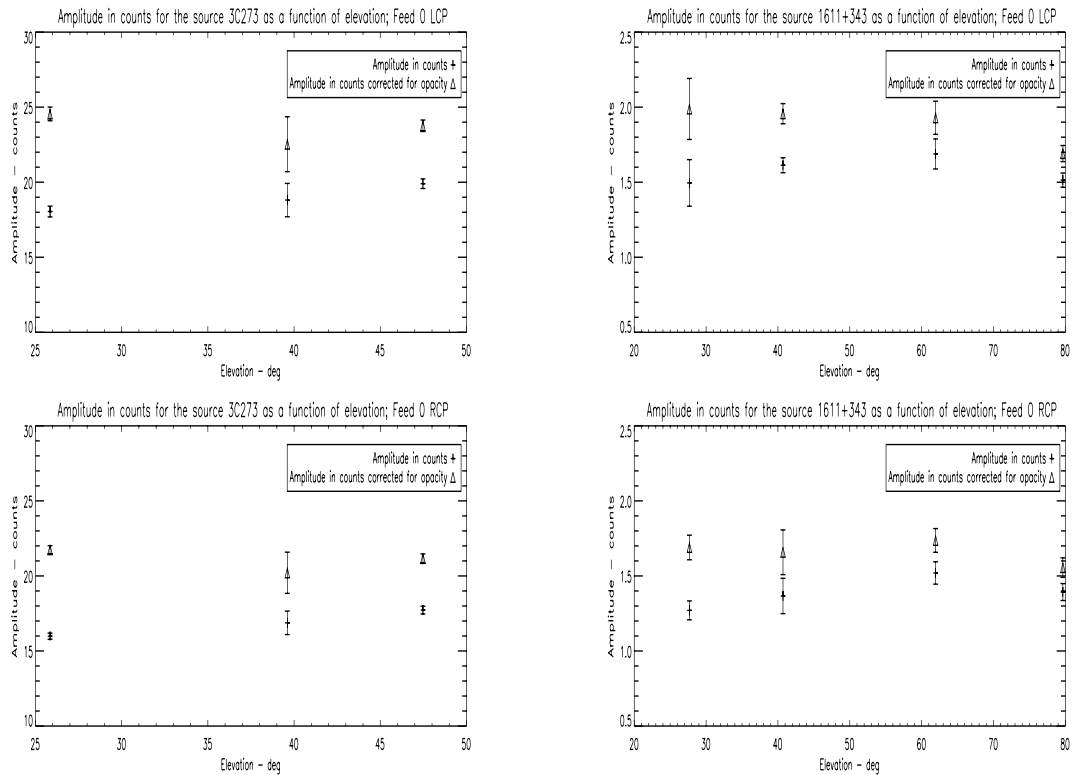 Amplitude in counts for the source 3C273 as a function of elevation; Feed 0 LCP
30
25
20
15
10
Amplitude – counts
Amplitude in counts
Amplitude in counts corrected for opacity
25 30 35 40 45 50
Elevation - deg
Amplitude in counts for the source 1611+343 as a function of elevation; Feed 0 LCP
2.5
2.0
1.5
1.0
0.5
Amplitude – counts
Amplitude in counts
Amplitude in counts corrected for opacity
20 30 40 50 60 70 80
Elevation - deg
Amplitude in counts for the source 3C273 as a function of elevation; Feed 0 RCP
30
25
20
15
10
Amplitude – counts
Amplitude in counts
Amplitude in counts corrected for opacity
25 30 35 40 45 50
Elevation - deg
Amplitude in counts for the source 1611+343 as a function of elevation; Feed 0 RCP
2.5
2.0
1.5
1.0
0.5
Amplitude – counts
Amplitude in counts
Amplitude in counts corrected for opacity
20 30 40 50 60 70 80
Elevation - deg